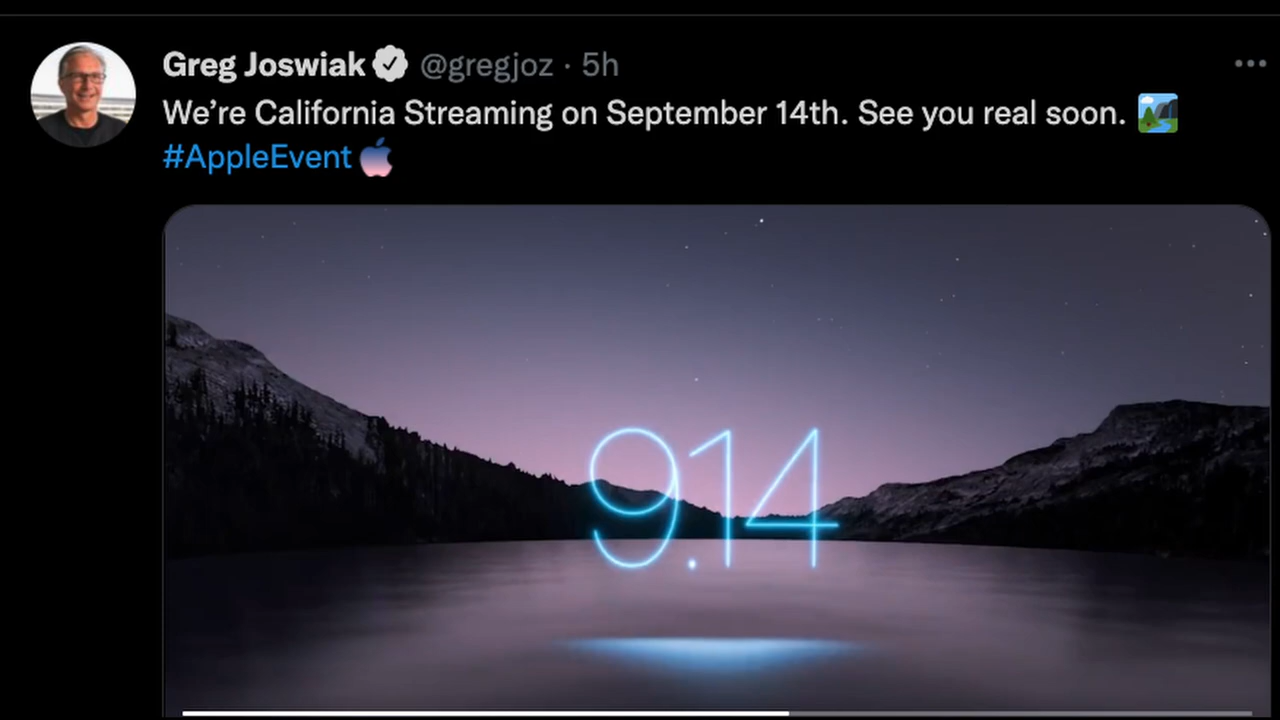 Greg Joswiak @gregjoz · 5h
We’re California Streaming on September 14th. See you real soon. 🏞️
#AppleEvent
9.14